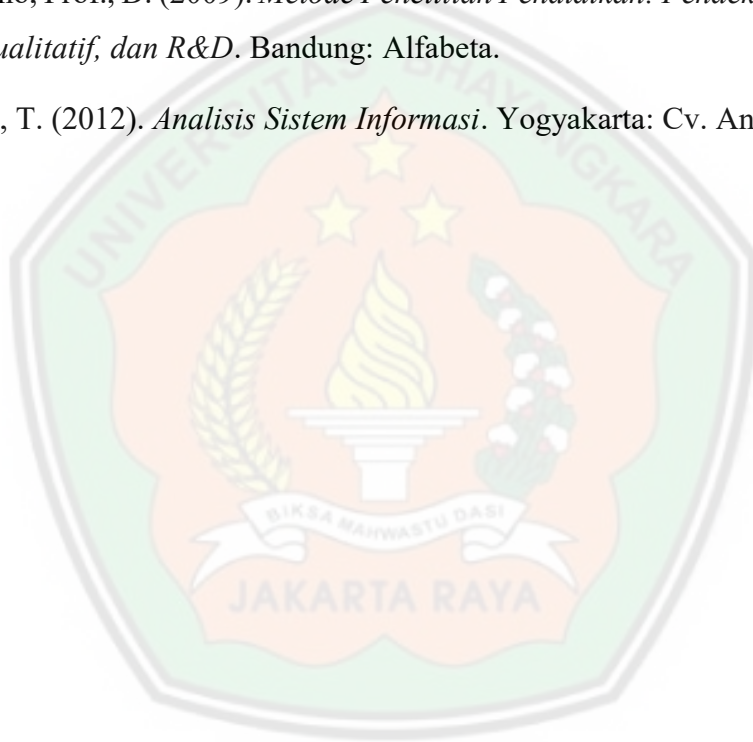 Prof., D. (2009). Metode Penelitian Pendidikan: Pendek
ualitatif, dan R&D. Bandung: Alfabeta.
, T. (2012). Analisis Sistem Informasi. Yogyakarta: Cv. An
UNIVERSITAS BHAYANGKARA
BIKSA MAHWASTU DASI
JAKARTA RAYA